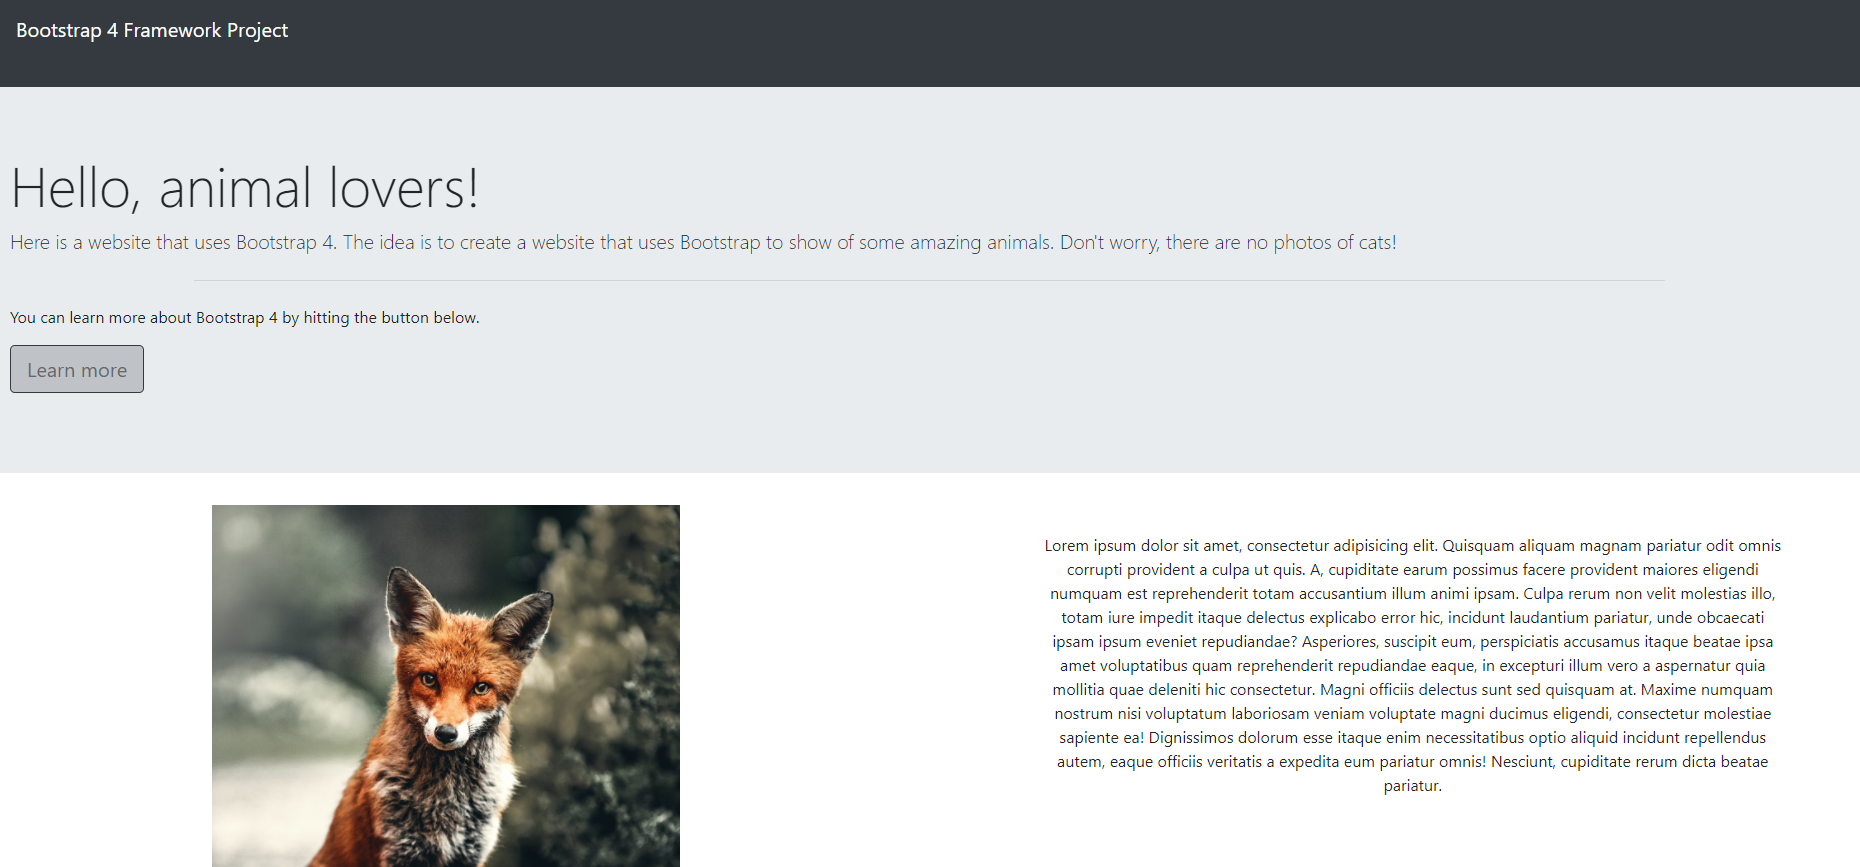 Bootstrap 4 Framework Project
Hello, animal lovers!
Here is a website that uses Bootstrap 4. The idea is to create a website that uses Bootstrap to show of some amazing animals. Don't worry, there are no photos of cats!
You can learn more about Bootstrap 4 by hitting the button below.
Learn more
Lorem ipsum dolor sit amet, consectetur adipisicing elit. Quisquam aliquam magnam pariatur odit omnis
corrupti provident a culpa ut quis. A, cupiditate earum possimus facere provident maiores eligendi
numquam est reprehenderit totam accusantium illum animi ipsam. Culpa rerum non velit molestias illo,
totam iure impedit itaque delectus explicabo error hic, incidunt laudantium pariatur, unde obcaecati
ipsam ipsum eveniet repudiandae? Asperiores, suscipit eum, perspiciatis accusamus itaque beatae ipsa
amet voluptatibus quam reprehenderit repudiandae eaque, in excepturi illum vero a aspernatur quia
mollitia quae deleniti hic consectetur. Magni officiis delectus sunt sed quisquam at. Maxime numquam
nostrum nisi voluptatum laboriosam veniam voluptate magni ducimus eligendi, consectetur molestiae
sapiente ea! Dignissimos dolorum esse itaque enim necessitatibus optio aliquid incidunt repellendus
autem, eaque officiis veritatis a expedita eum pariatur omnis! Nesciunt, cupiditate rerum dicta beatae
pariatur.